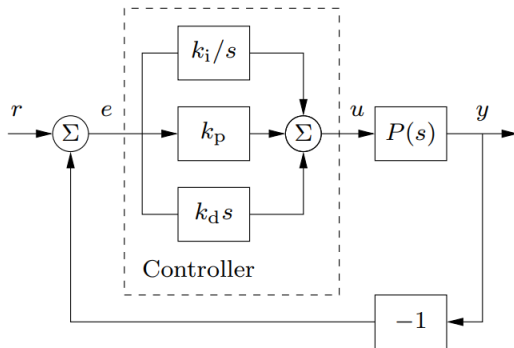 k_i/s
r
Σ
e
k_p
Σ
u
P(s)
y
k_d s
Controller
−1